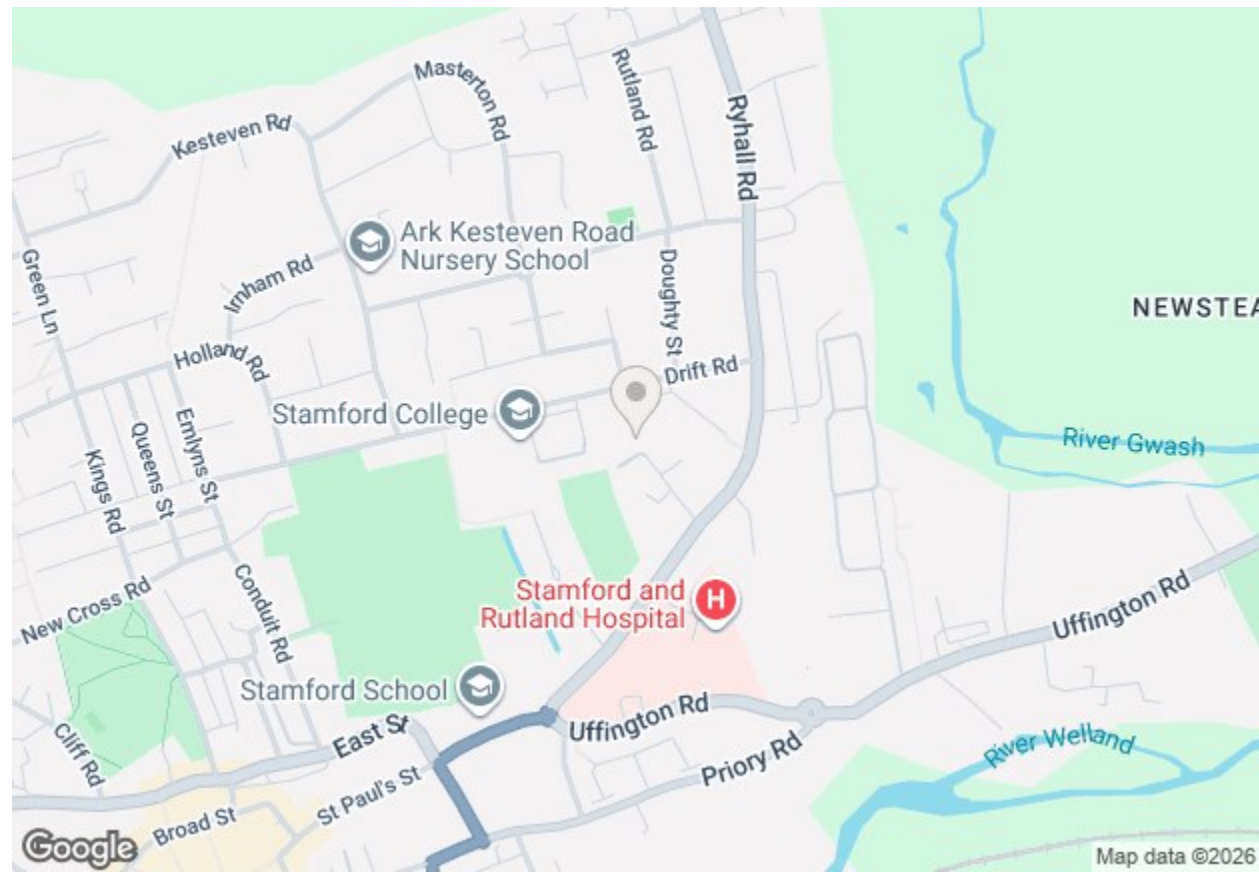 Masterton Rd
Rutland Rd
Ryhall Rd
Kesteven Rd
Ark Kesteven Road
Nursery School
Green Ln
Irnham Rd
Doughty St
NEWSTEA
Holland Rd
Drift Rd
Stamford College
Emlyns St
Queens St
Kings Rd
River Gwash
Stamford and
Rutland Hospital
H
New Cross Rd
Conduit Rd
Uffington Rd
Stamford School
Cliff Rd
East St
Uffington Rd
River Welland
Priory Rd
St Paul's St
Broad St
Google
Map data ©2026